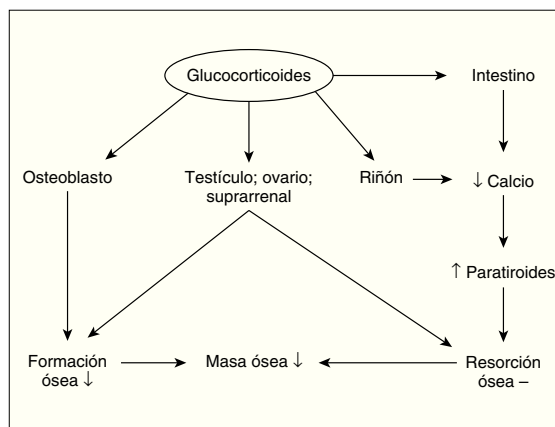 Glucocorticoides
Intestino
Osteoblasto
Testículo; ovario;
suprarrenal
Riñón
↓ Calcio
↑ Paratiroides
Formación
ósea ↓
Masa ósea ↓
Resorción
ósea –